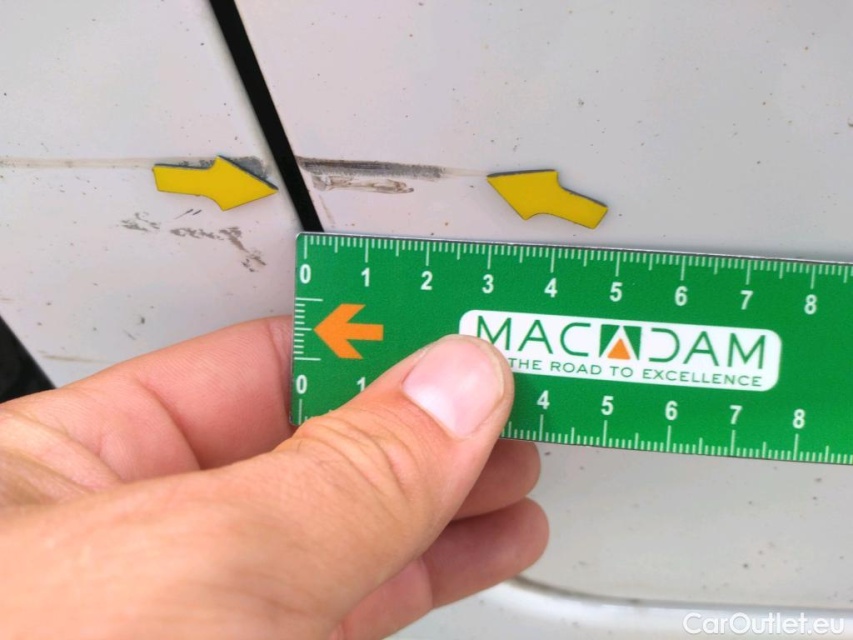 0 1 2 3 4 5 6 7 8
MACADAM
THE ROAD TO EXCELLENCE
0 1 4 5 6 7 8
CarOutlet.eu